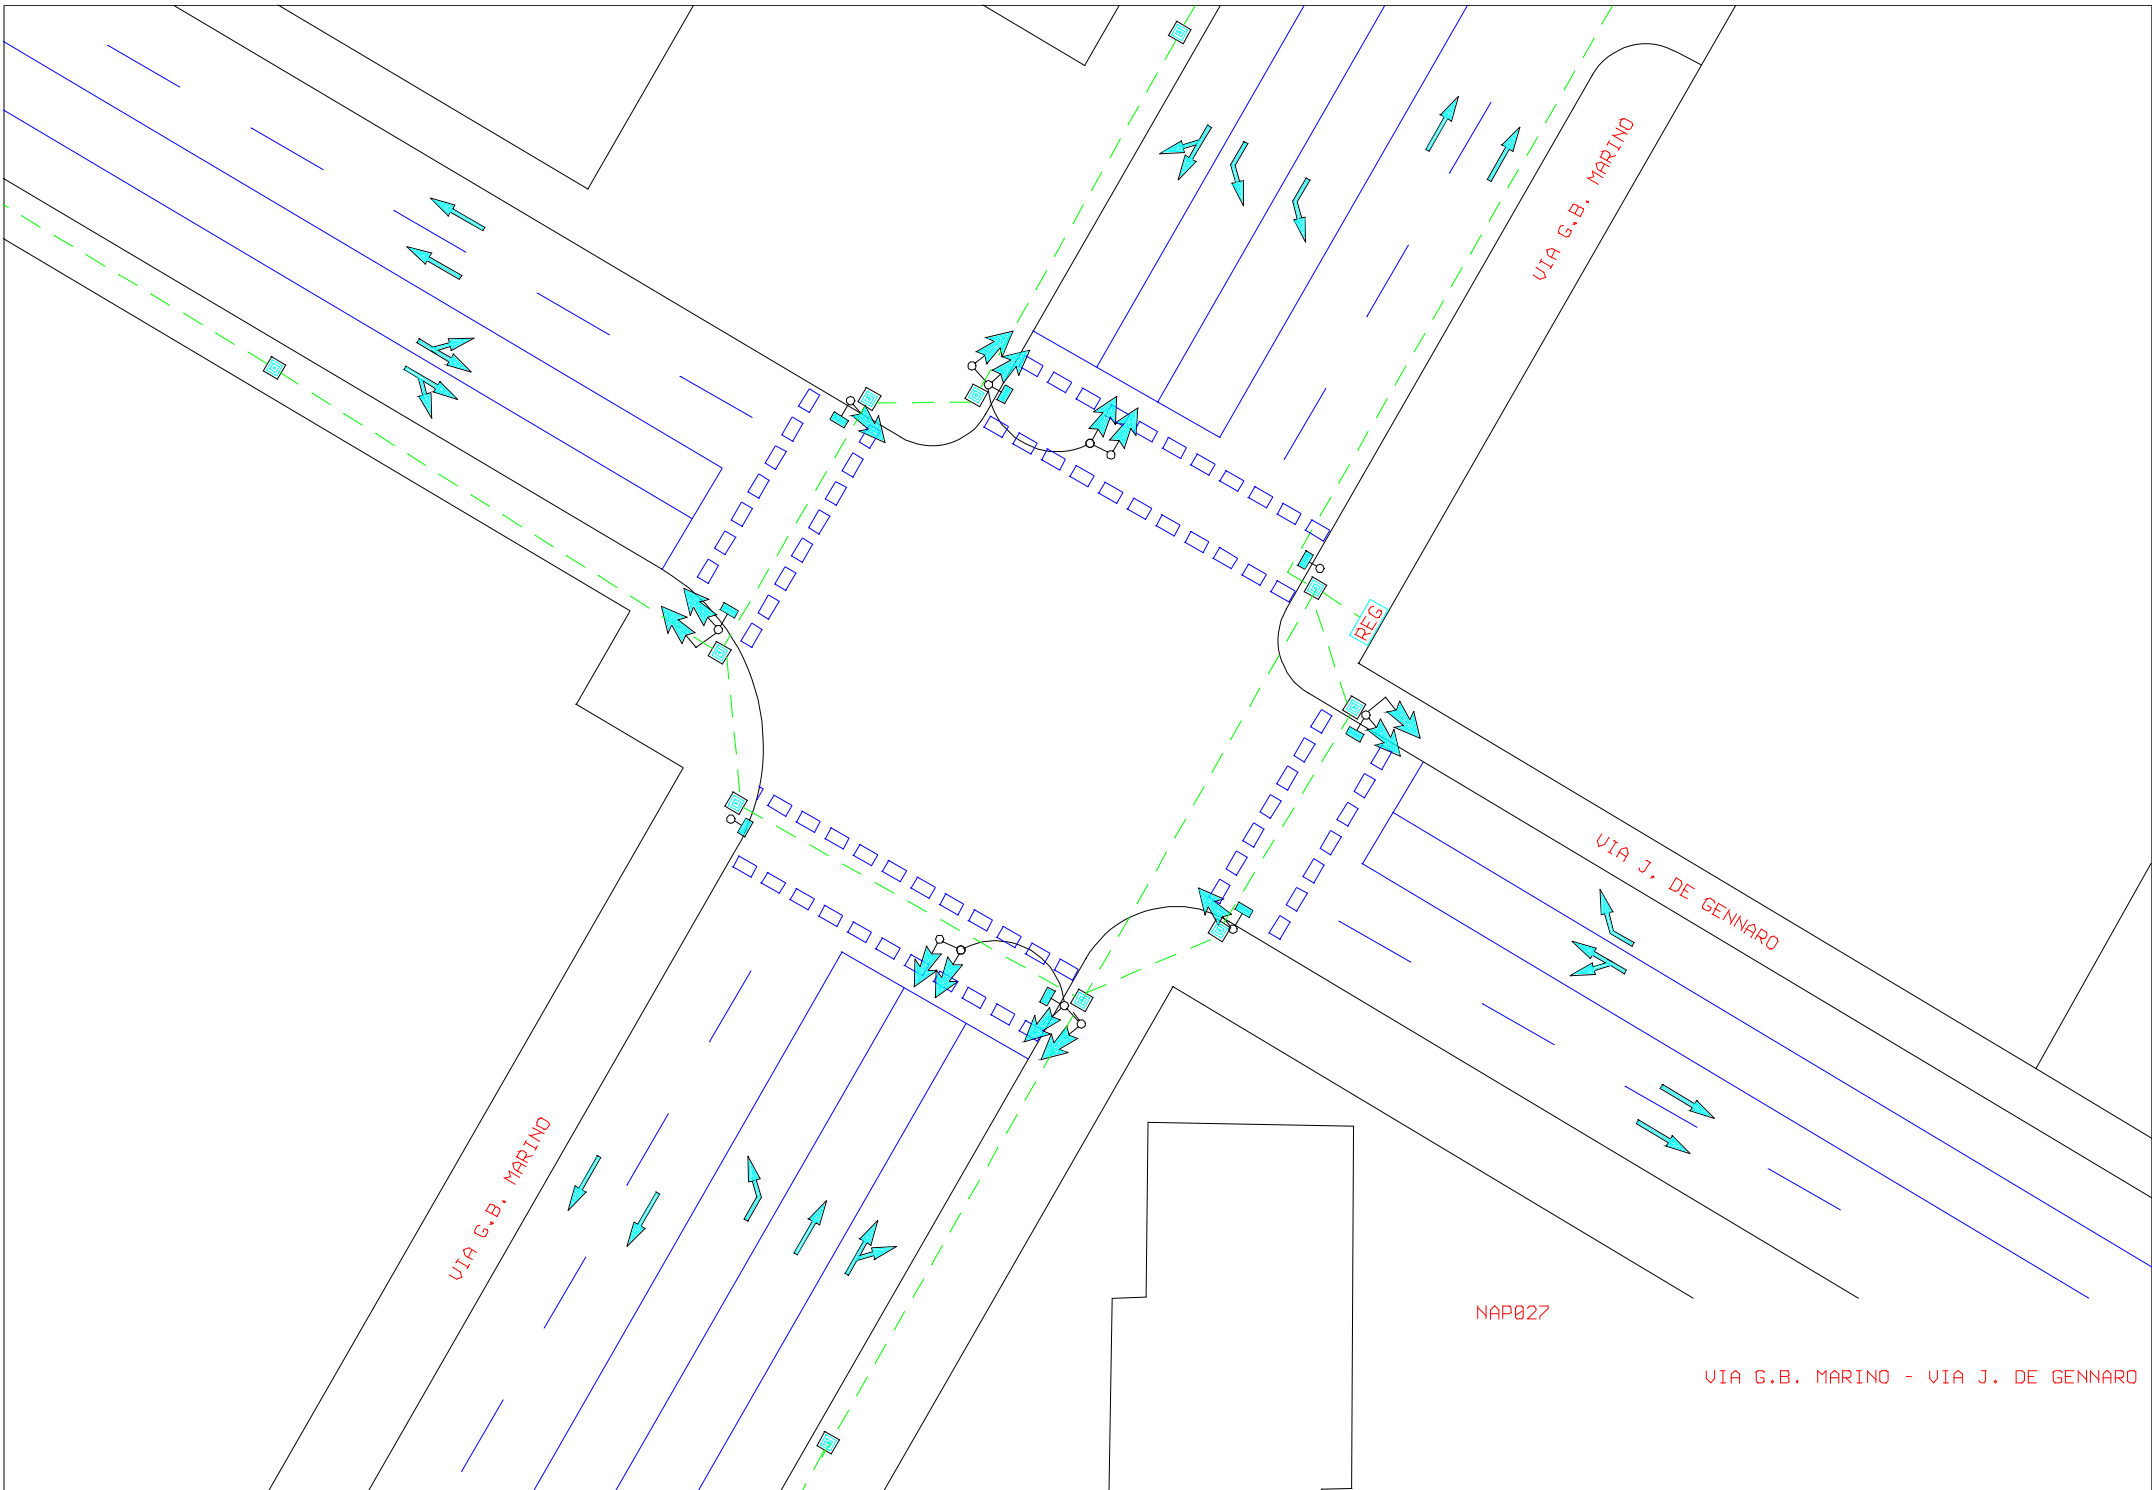 VIA G.B. MARINO
REG
VIA J. DE GENNARO
VIA G.B. MARINO
NAP027
VIA G.B. MARINO - VIA J. DE GENNARO